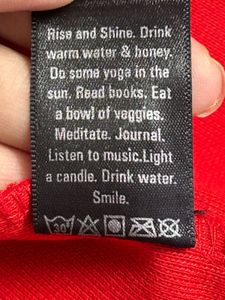 Rise and Shine. Drink
warm water & honey.
Do some yoga in the
sun. Read books. Eat
a bowl of veggies.
Meditate. Journal.
Listen to music.Light
a candle. Drink water.
Smile.
30°